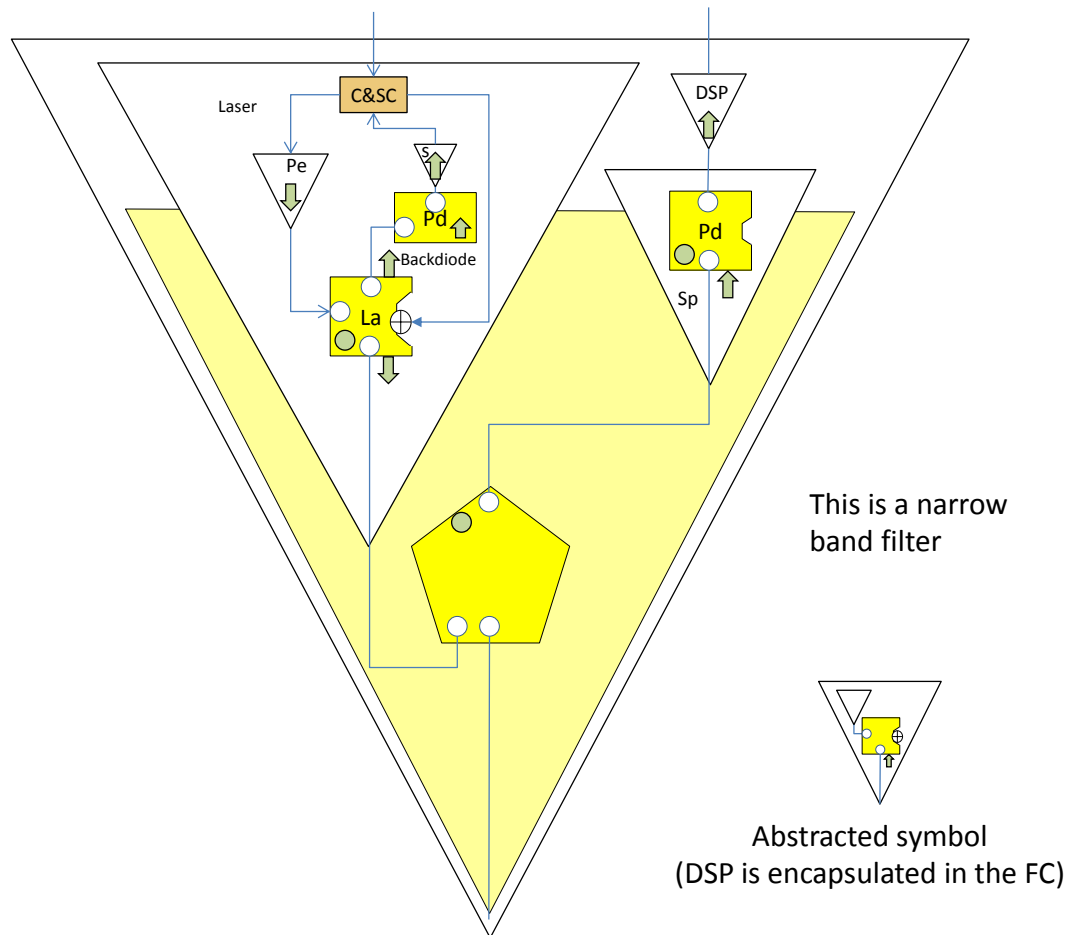 C&SC
DSP
Laser
Pe
s
Pd
Pd
Backdiode
La
Sp
This is a narrow
band filter
Abstracted symbol
(DSP is encapsulated in the FC)